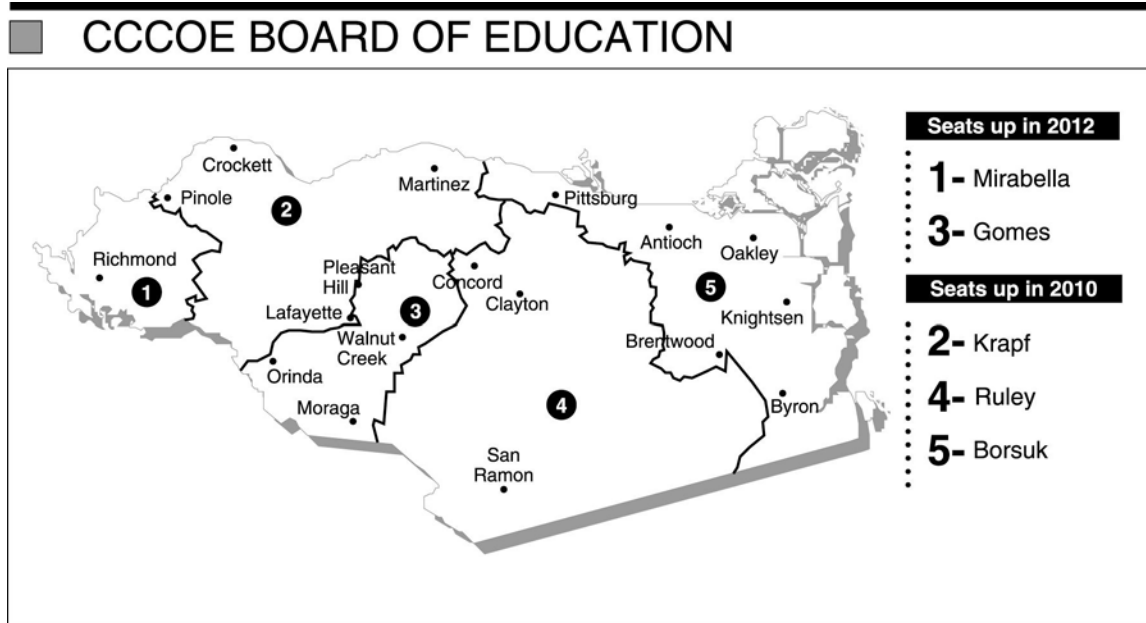 CCCOE BOARD OF EDUCATION
Crockett
Pinole
Martinez
2
Pittsburg
Richmond
1
Pleasant
Hill
Lafayette
3
Walnut
Creek
Concord
Clayton
Antioch
Oakley
5
Knightsen
Brentwood
Orinda
Moraga
4
Byron
San
Ramon
Seats up in 2012
1- Mirabella
3- Gomes
Seats up in 2010
2- Krapf
4- Ruley
5- Borsuk